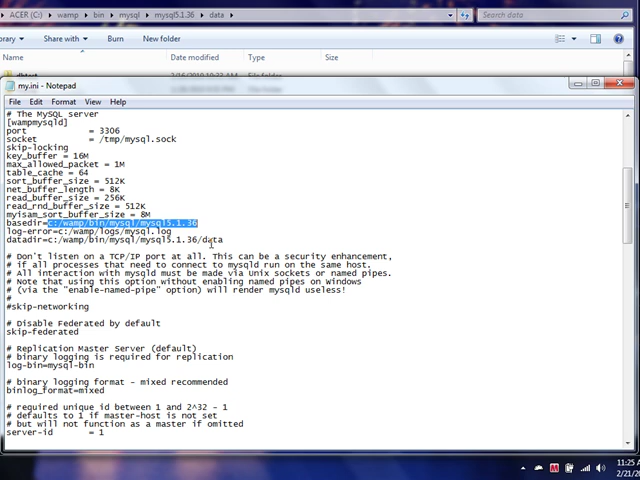 ACER (C:) ▸ wamp ▸ bin ▸ mysql ▸ mysql5.1.36 ▸ data ▸
Search data
Share with
Burn
New folder
Name
Date modified
Type
Size
my.ini - Notepad
File Edit Format View Help
# The MySQL server
[wampmysqld]
port = 3306
socket = /tmp/mysql.sock
skip-locking
key_buffer = 16M
max_allowed_packet = 1M
table_cache = 64
sort_buffer_size = 512K
net_buffer_length = 8K
read_buffer_size = 256K
read_rnd_buffer_size = 512K
myisam_sort_buffer_size = 8M
basedir=c:/wamp/bin/mysql/mysql5.1.36
log-error=c:/wamp/logs/mysql.log
datadir=c:/wamp/bin/mysql/mysql5.1.36/data
# Don't listen on a TCP/IP port at all. This can be a security enhancement,
# if all processes that need to connect to mysqld run on the same host.
# All interaction with mysqld must be made via Unix sockets or named pipes.
# Note that using this option without enabling named pipes on Windows
# (via the "enable-named-pipe" option) will render mysqld useless!
#
#skip-networking
# Disable Federated by default
skip-federated
# Replication Master Server (default)
# binary logging is required for replication
log-bin=mysql-bin
# binary logging format - mixed recommended
binlog_format=mixed
# required unique id between 1 and 2^32 - 1
# defaults to 1 if master-host is not set
# but will not function as a master if omitted
server-id = 1
11:25
2/21/20